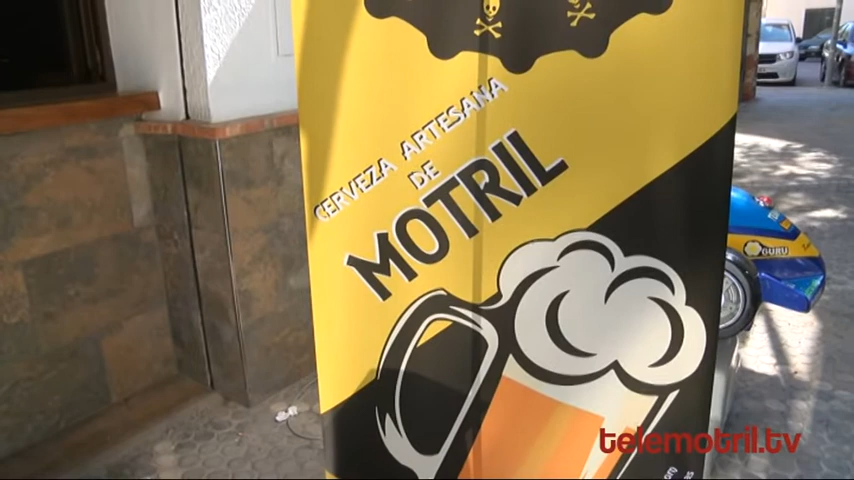 CERVEZA ARTESANA
DE
MOTRIL
GURU
telemotril.tv